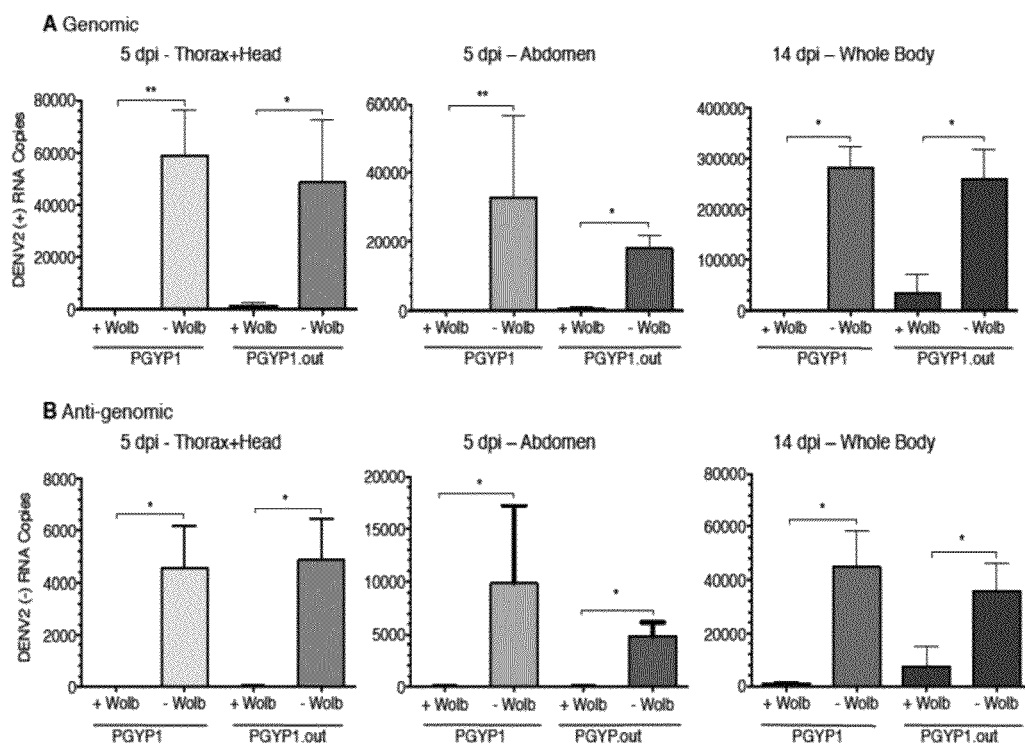 A Genomic
5 dpi - Thorax+Head
5 dpi – Abdomen
14 dpi – Whole Body
DENV2 (+) RNA Copies
80000
60000
40000
20000
0
**
*
+ Wolb
- Wolb
+ Wolb
- Wolb
PGYP1
PGYP1.out
60000
40000
20000
0
**
*
+ Wolb
- Wolb
+ Wolb
- Wolb
PGYP1
PGYP1.out
400000
300000
200000
100000
0
*
*
+ Wolb
- Wolb
+ Wolb
- Wolb
PGYP1
PGYP1.out
B Anti-genomic
5 dpi - Thorax+Head
5 dpi – Abdomen
14 dpi – Whole Body
DENV2 (-) RNA Copies
8000
6000
4000
2000
0
*
*
+ Wolb
- Wolb
+ Wolb
- Wolb
PGYP1
PGYP1.out
20000
15000
10000
5000
0
*
*
+ Wolb
- Wolb
+ Wolb
- Wolb
PGYP1
PGYP.out
80000
60000
40000
20000
0
*
*
+ Wolb
- Wolb
+ Wolb
- Wolb
PGYP1
PGYP1.out